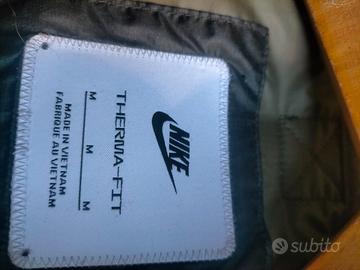 NIKE
THERMA-FIT
M M M
MADE IN VIETNAM
FABRIQUE AU VIETNAM
subito